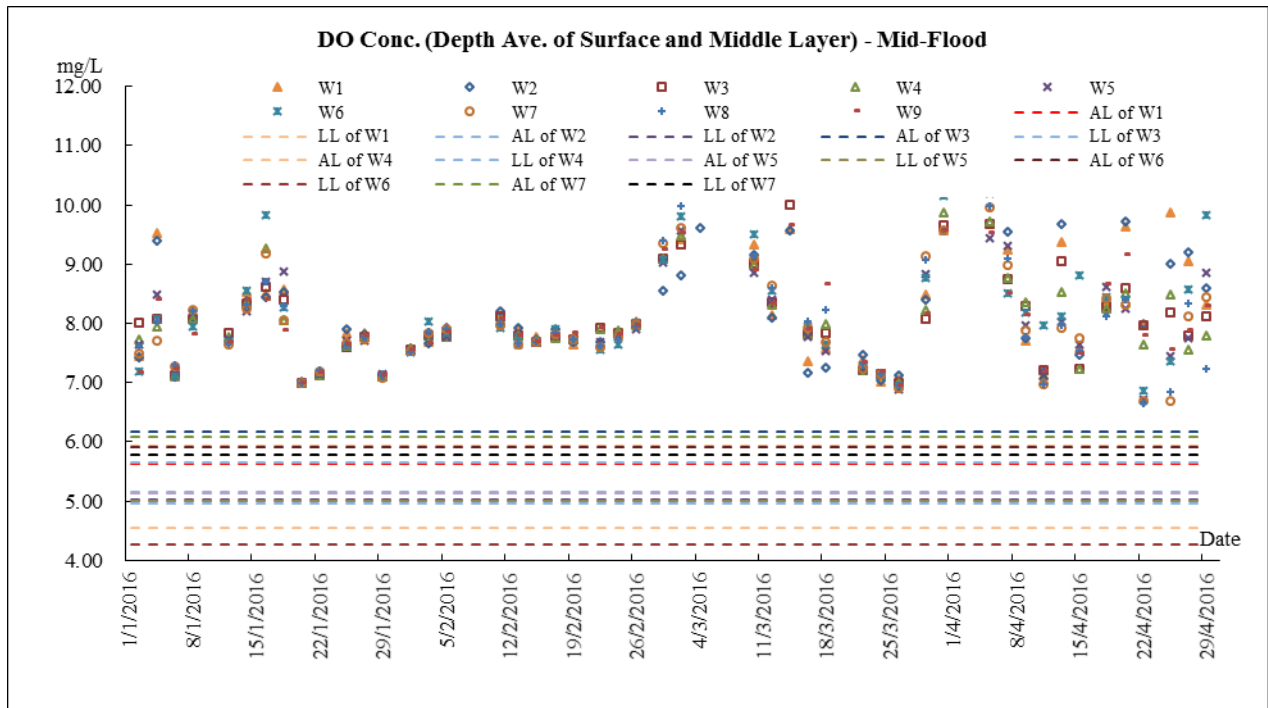 DO Conc. (Depth Ave. of Surface and Middle Layer) - Mid-Flood
mg/L
W1 W2 W3 W4 W5
W6 W7 W8 W9 AL of W1
LL of W1 AL of W2 LL of W2 AL of W3 LL of W3
AL of W4 LL of W4 AL of W5 LL of W5 AL of W6
LL of W6 AL of W7 LL of W7
12.00
11.00
10.00
9.00
8.00
7.00
6.00
5.00
4.00
Date
1/1/2016 8/1/2016 15/1/2016 22/1/2016 29/1/2016 5/2/2016 12/2/2016 19/2/2016 26/2/2016 4/3/2016 11/3/2016 18/3/2016 25/3/2016 1/4/2016 8/4/2016 15/4/2016 22/4/2016 29/4/2016